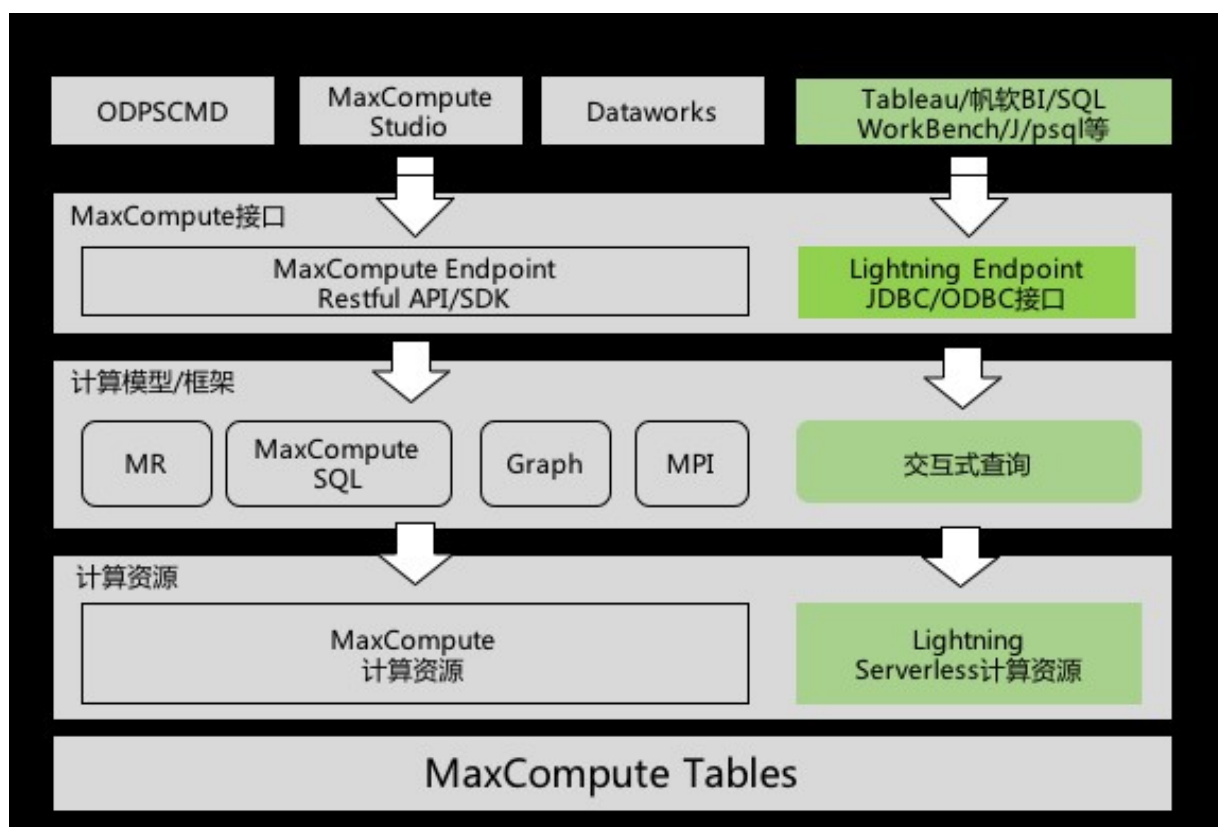 ODPSCMD
MaxCompute
Studio
Dataworks
Tableau/帆软BI/SQL
WorkBench/J/psql等
MaxCompute接口
MaxCompute Endpoint
Restful API/SDK
Lightning Endpoint
JDBC/ODBC接口
计算模型/框架
MR
MaxCompute
SQL
Graph
MPI
交互式查询
计算资源
MaxCompute
计算资源
Lightning
Serverless计算资源
MaxCompute Tables